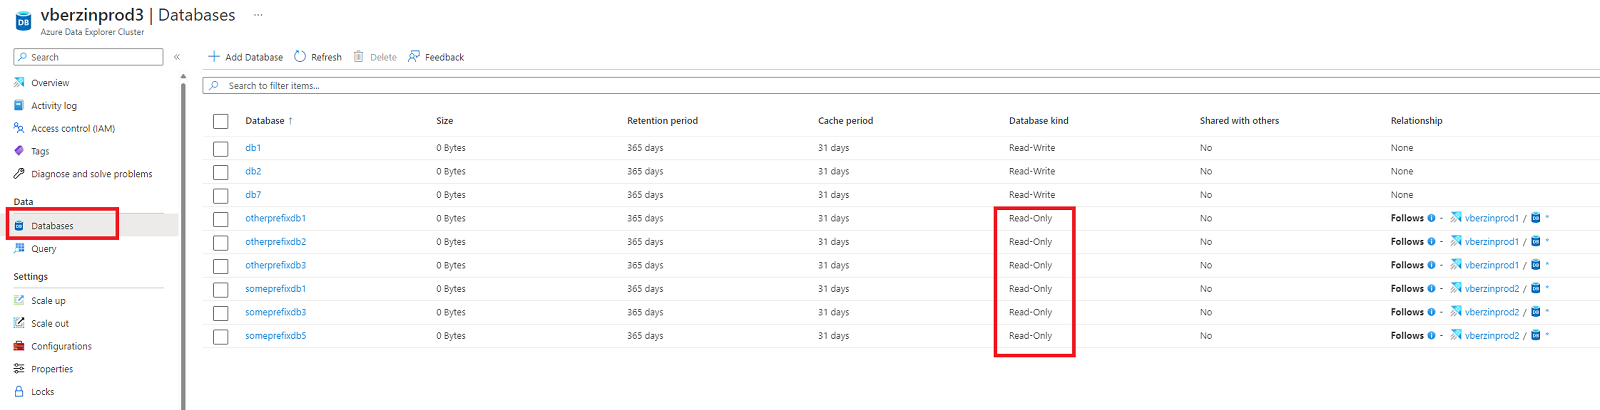 vberzinprod3 | Databases ...
Azure Data Explorer Cluster
Search «
Overview
Activity log
Access control (IAM)
Tags
Diagnose and solve problems
Data
Databases
Query
Settings
Scale up
Scale out
Configurations
Properties
Locks
Add Database Refresh Delete Feedback
Search to filter items...
Database ↑ Size Retention period Cache period Database kind Shared with others Relationship
db1 0 Bytes 365 days 31 days Read-Write No None
db2 0 Bytes 365 days 31 days Read-Write No None
db7 0 Bytes 365 days 31 days Read-Write No None
otherprefixdb1 0 Bytes 365 days 31 days Read-Only No Follows - vberzinprod1 / *
otherprefixdb2 0 Bytes 365 days 31 days Read-Only No Follows - vberzinprod1 / *
otherprefixdb3 0 Bytes 365 days 31 days Read-Only No Follows - vberzinprod1 / *
someprefixdb1 0 Bytes 365 days 31 days Read-Only No Follows - vberzinprod2 / *
someprefixdb3 0 Bytes 365 days 31 days Read-Only No Follows - vberzinprod2 / *
someprefixdb5 0 Bytes 365 days 31 days Read-Only No Follows - vberzinprod2 / *